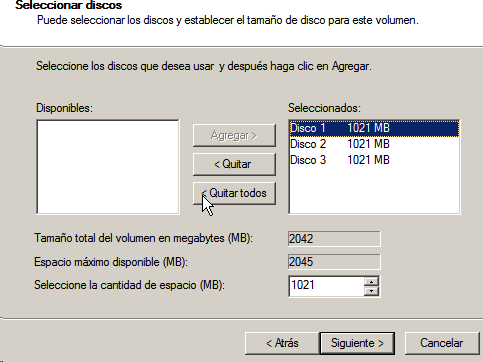 Seleccionar discos
Puede seleccionar los discos y establecer el tamaño de disco para este volumen.
Seleccione los discos que desea usar y después haga clic en Agregar.
Disponibles:
Seleccionados:
Agregar >
< Quitar
< Quitar todos
Disco 1 1021 MB
Disco 2 1021 MB
Disco 3 1021 MB
Tamaño total del volumen en megabytes (MB): 2042
Espacio máximo disponible (MB): 2045
Seleccione la cantidad de espacio (MB): 1021
< Atrás
Siguiente >
Cancelar